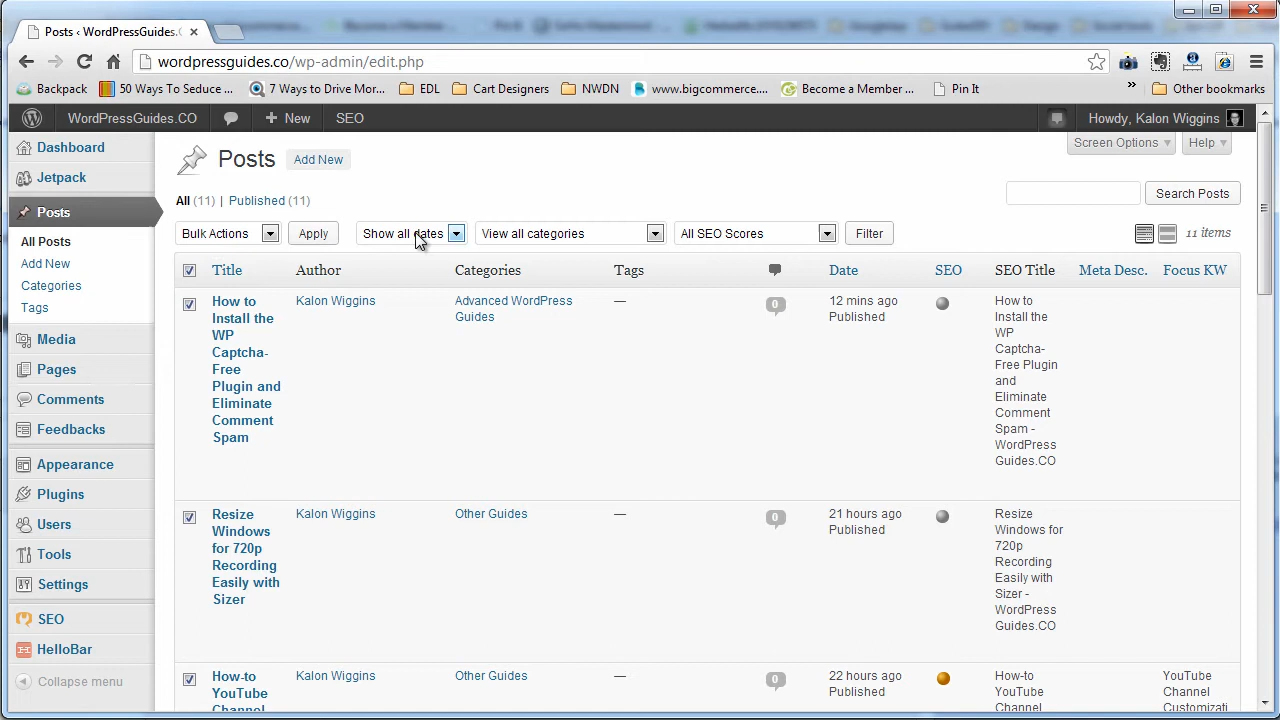 Posts ‹ WordPressGuides.C
wordpressguides.co/wp-admin/edit.php
Backpack 50 Ways To Seduce ... 7 Ways to Drive Mor... EDL Cart Designers NWDN www.bigcommerce.... Become a Member ... Pin It » Other bookmarks
WordPressGuides.CO + New SEO Howdy, Kalon Wiggins
Dashboard
Jetpack
Posts
All Posts
Add New
Categories
Tags
Media
Pages
Comments
Feedbacks
Appearance
Plugins
Users
Tools
Settings
SEO
HelloBar
Collapse menu
Screen Options Help
Posts Add New
All (11) | Published (11)
Search Posts
Bulk Actions Apply Show all dates View all categories All SEO Scores Filter 11 items
Title Author Categories Tags Date SEO SEO Title Meta Desc. Focus KW
How to
Install the
WP
Captcha-
Free
Plugin and
Eliminate
Comment
Spam
Kalon Wiggins
Advanced WordPress
Guides
—
0
12 mins ago
Published
How to
Install the
WP
Captcha-
Free Plugin
and
Eliminate
Comment
Spam -
WordPress
Guides.CO
Resize
Windows
for 720p
Recording
Easily with
Sizer
Kalon Wiggins
Other Guides
—
0
21 hours ago
Published
Resize
Windows for
720p
Recording
Easily with
Sizer -
WordPress
Guides.CO
How-to
YouTube
Channel
Kalon Wiggins
Other Guides
—
0
22 hours ago
Published
How-to
YouTube
Channel
YouTube
Channel
Customizati